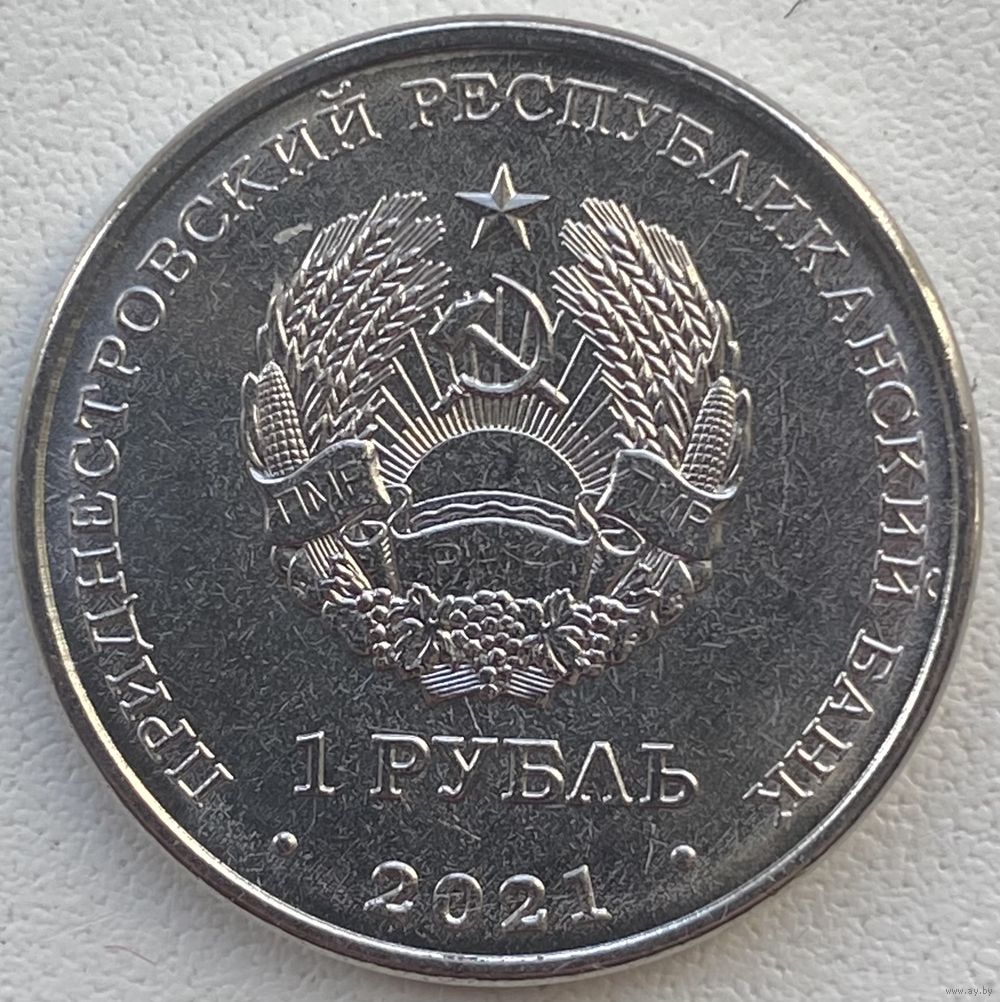 ПРИДНЕСТРОВСКИЙ РЕСПУБЛИКАНСКИЙ БАНК
ПМР
ПМР
1 РУБЛЬ
• 2021 •
www.ay.by